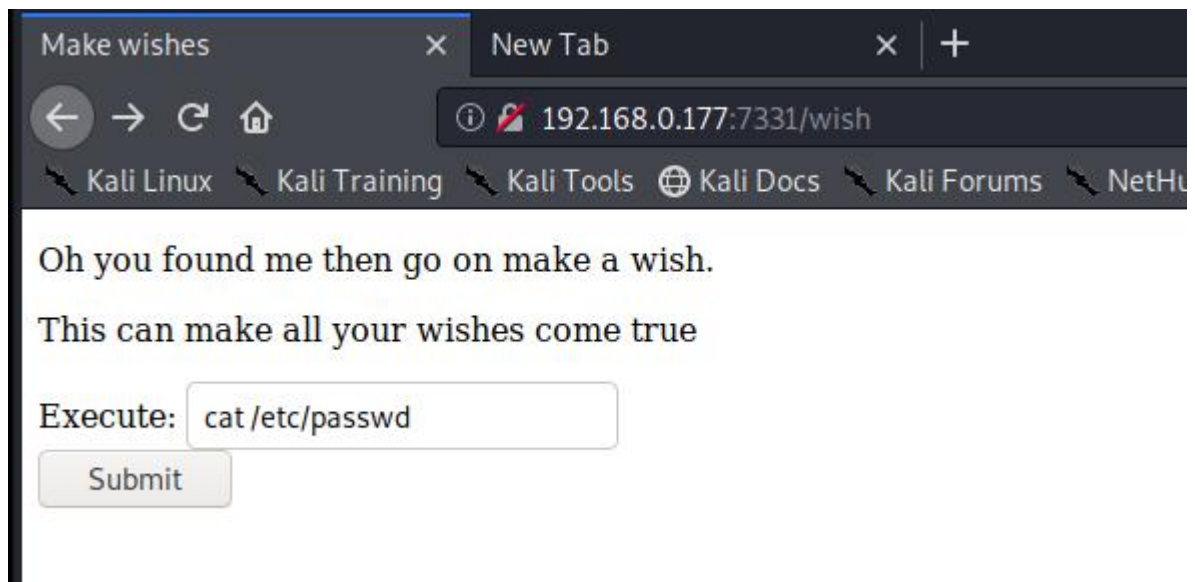 Make wishes × New Tab × +
192.168.0.177:7331/wish
Kali Linux Kali Training Kali Tools Kali Docs Kali Forums NetHu
Oh you found me then go on make a wish.
This can make all your wishes come true
Execute: cat /etc/passwd
Submit